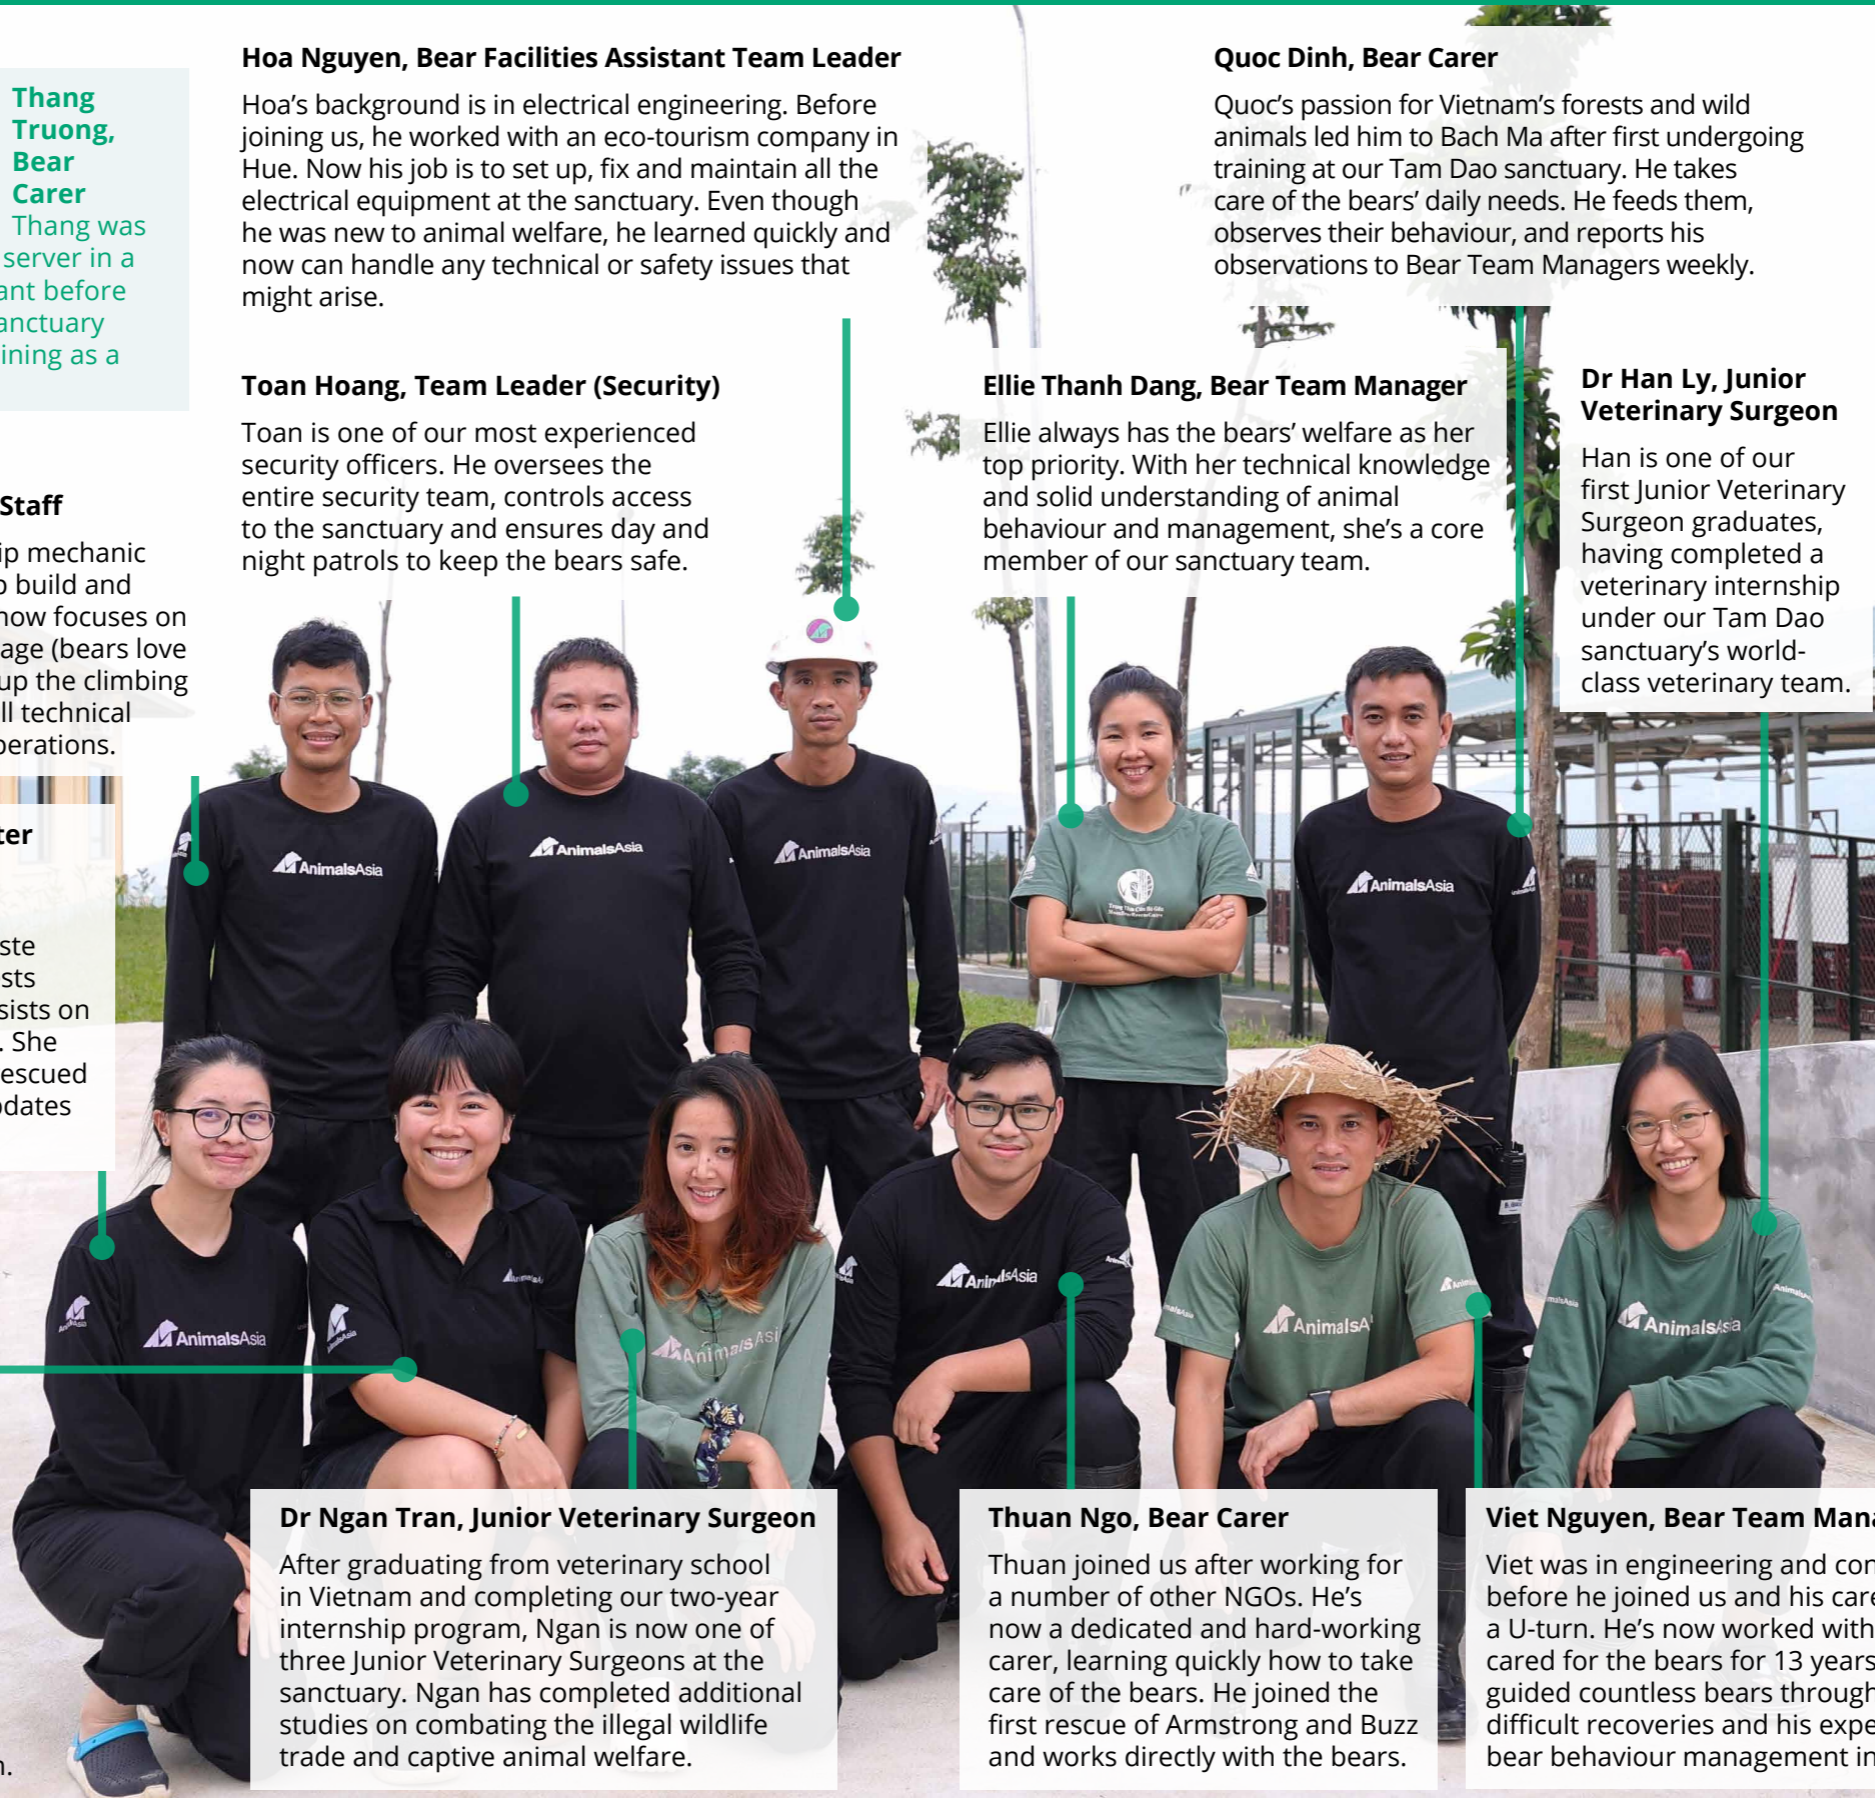 Thang
Truong,
Bear
Carer
Thang was
server in a
ant before
anctuary
ining as a
Staff
ip mechanic
o build and
now focuses on
age (bears love
up the climbing
ll technical
perations.
ter
ste
sts
sists on
. She
escued
pdates
n.
Hoa Nguyen, Bear Facilities Assistant Team Leader
Hoa’s background is in electrical engineering. Before
joining us, he worked with an eco-tourism company in
Hue. Now his job is to set up, fix and maintain all the
electrical equipment at the sanctuary. Even though
he was new to animal welfare, he learned quickly and
now can handle any technical or safety issues that
might arise.
Quoc Dinh, Bear Carer
Quoc’s passion for Vietnam’s forests and wild
animals led him to Bach Ma after first undergoing
training at our Tam Dao sanctuary. He takes
care of the bears’ daily needs. He feeds them,
observes their behaviour, and reports his
observations to Bear Team Managers weekly.
Toan Hoang, Team Leader (Security)
Toan is one of our most experienced
security officers. He oversees the
entire security team, controls access
to the sanctuary and ensures day and
night patrols to keep the bears safe.
Ellie Thanh Dang, Bear Team Manager
Ellie always has the bears’ welfare as her
top priority. With her technical knowledge
and solid understanding of animal
behaviour and management, she’s a core
member of our sanctuary team.
Dr Han Ly, Junior
Veterinary Surgeon
Han is one of our
first Junior Veterinary
Surgeon graduates,
having completed a
veterinary internship
under our Tam Dao
sanctuary’s world-
class veterinary team.
AnimalsAsia
AnimalsAsia
AnimalsAsia
AnimalsAsia
AnimalsAsia
AnimalsAsia
AnimalsAsi
AnimalsAsia
AnimalsA
AnimalsAsia
Dr Ngan Tran, Junior Veterinary Surgeon
After graduating from veterinary school
in Vietnam and completing our two-year
internship program, Ngan is now one of
three Junior Veterinary Surgeons at the
sanctuary. Ngan has completed additional
studies on combating the illegal wildlife
trade and captive animal welfare.
Thuan Ngo, Bear Carer
Thuan joined us after working for
a number of other NGOs. He’s
now a dedicated and hard-working
carer, learning quickly how to take
care of the bears. He joined the
first rescue of Armstrong and Buzz
and works directly with the bears.
Viet Nguyen, Bear Team Mana
Viet was in engineering and con
before he joined us and his care
a U-turn. He’s now worked with
cared for the bears for 13 years
guided countless bears through
difficult recoveries and his expe
bear behaviour management in